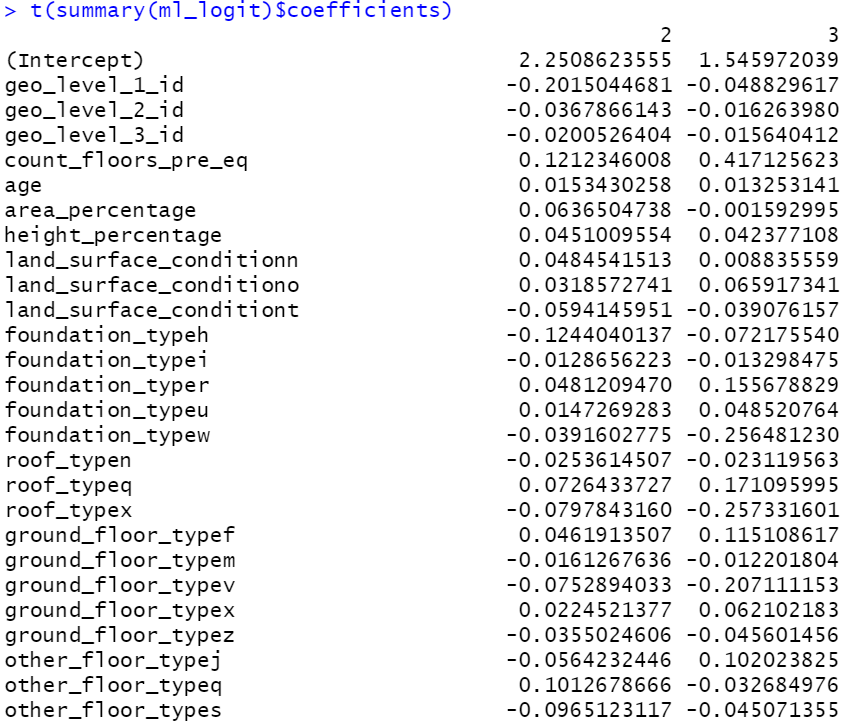 > t(summary(ml_logit)$coefficients)
2 3
(Intercept) 2.2508623555 1.545972039
geo_level_1_id -0.2015044681 -0.048829617
geo_level_2_id -0.0367866143 -0.016263980
geo_level_3_id -0.0200526404 -0.015640412
count_floors_pre_eq 0.1212346008 0.417125623
age 0.0153430258 0.013253141
area_percentage 0.0636504738 -0.001592995
height_percentage 0.0451009554 0.042377108
land_surface_conditionn 0.0484541513 0.008835559
land_surface_conditiono 0.0318572741 0.065917341
land_surface_conditiont -0.0594145951 -0.039076157
foundation_typeh -0.1244040137 -0.072175540
foundation_typei -0.0128656223 -0.013298475
foundation_typer 0.0481209470 0.155678829
foundation_typeu 0.0147269283 0.048520764
foundation_typew -0.0391602775 -0.256481230
roof_typen -0.0253614507 -0.023119563
roof_typeq 0.0726433727 0.171095995
roof_typex -0.0797843160 -0.257331601
ground_floor_typef 0.0461913507 0.115108617
ground_floor_typem -0.0161267636 -0.012201804
ground_floor_typev -0.0752894033 -0.207111153
ground_floor_typex 0.0224521377 0.062102183
ground_floor_typez -0.0355024606 -0.045601456
other_floor_typej -0.0564232446 0.102023825
other_floor_typeq 0.1012678666 -0.032684976
other_floor_types -0.0965123117 -0.045071355